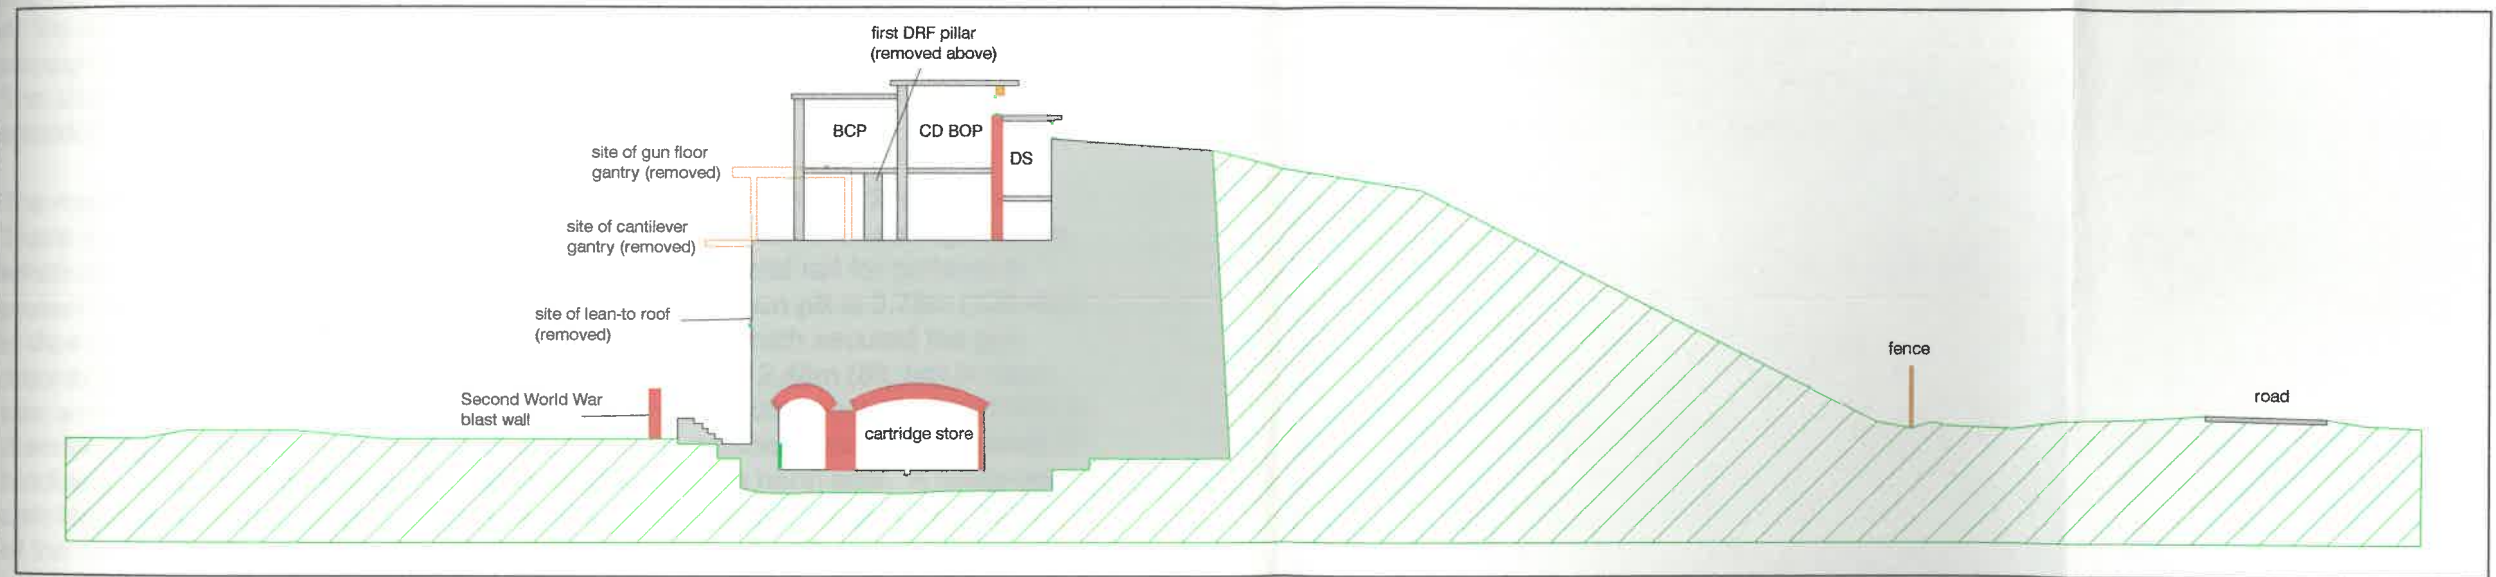 first DRF pillar
(removed above)
BCP
CD BOP
DS
site of gun floor
gantry (removed)
site of cantilever
gantry (removed)
site of lean-to roof
(removed)
Second World War
blast wall
cartridge store
fence
road